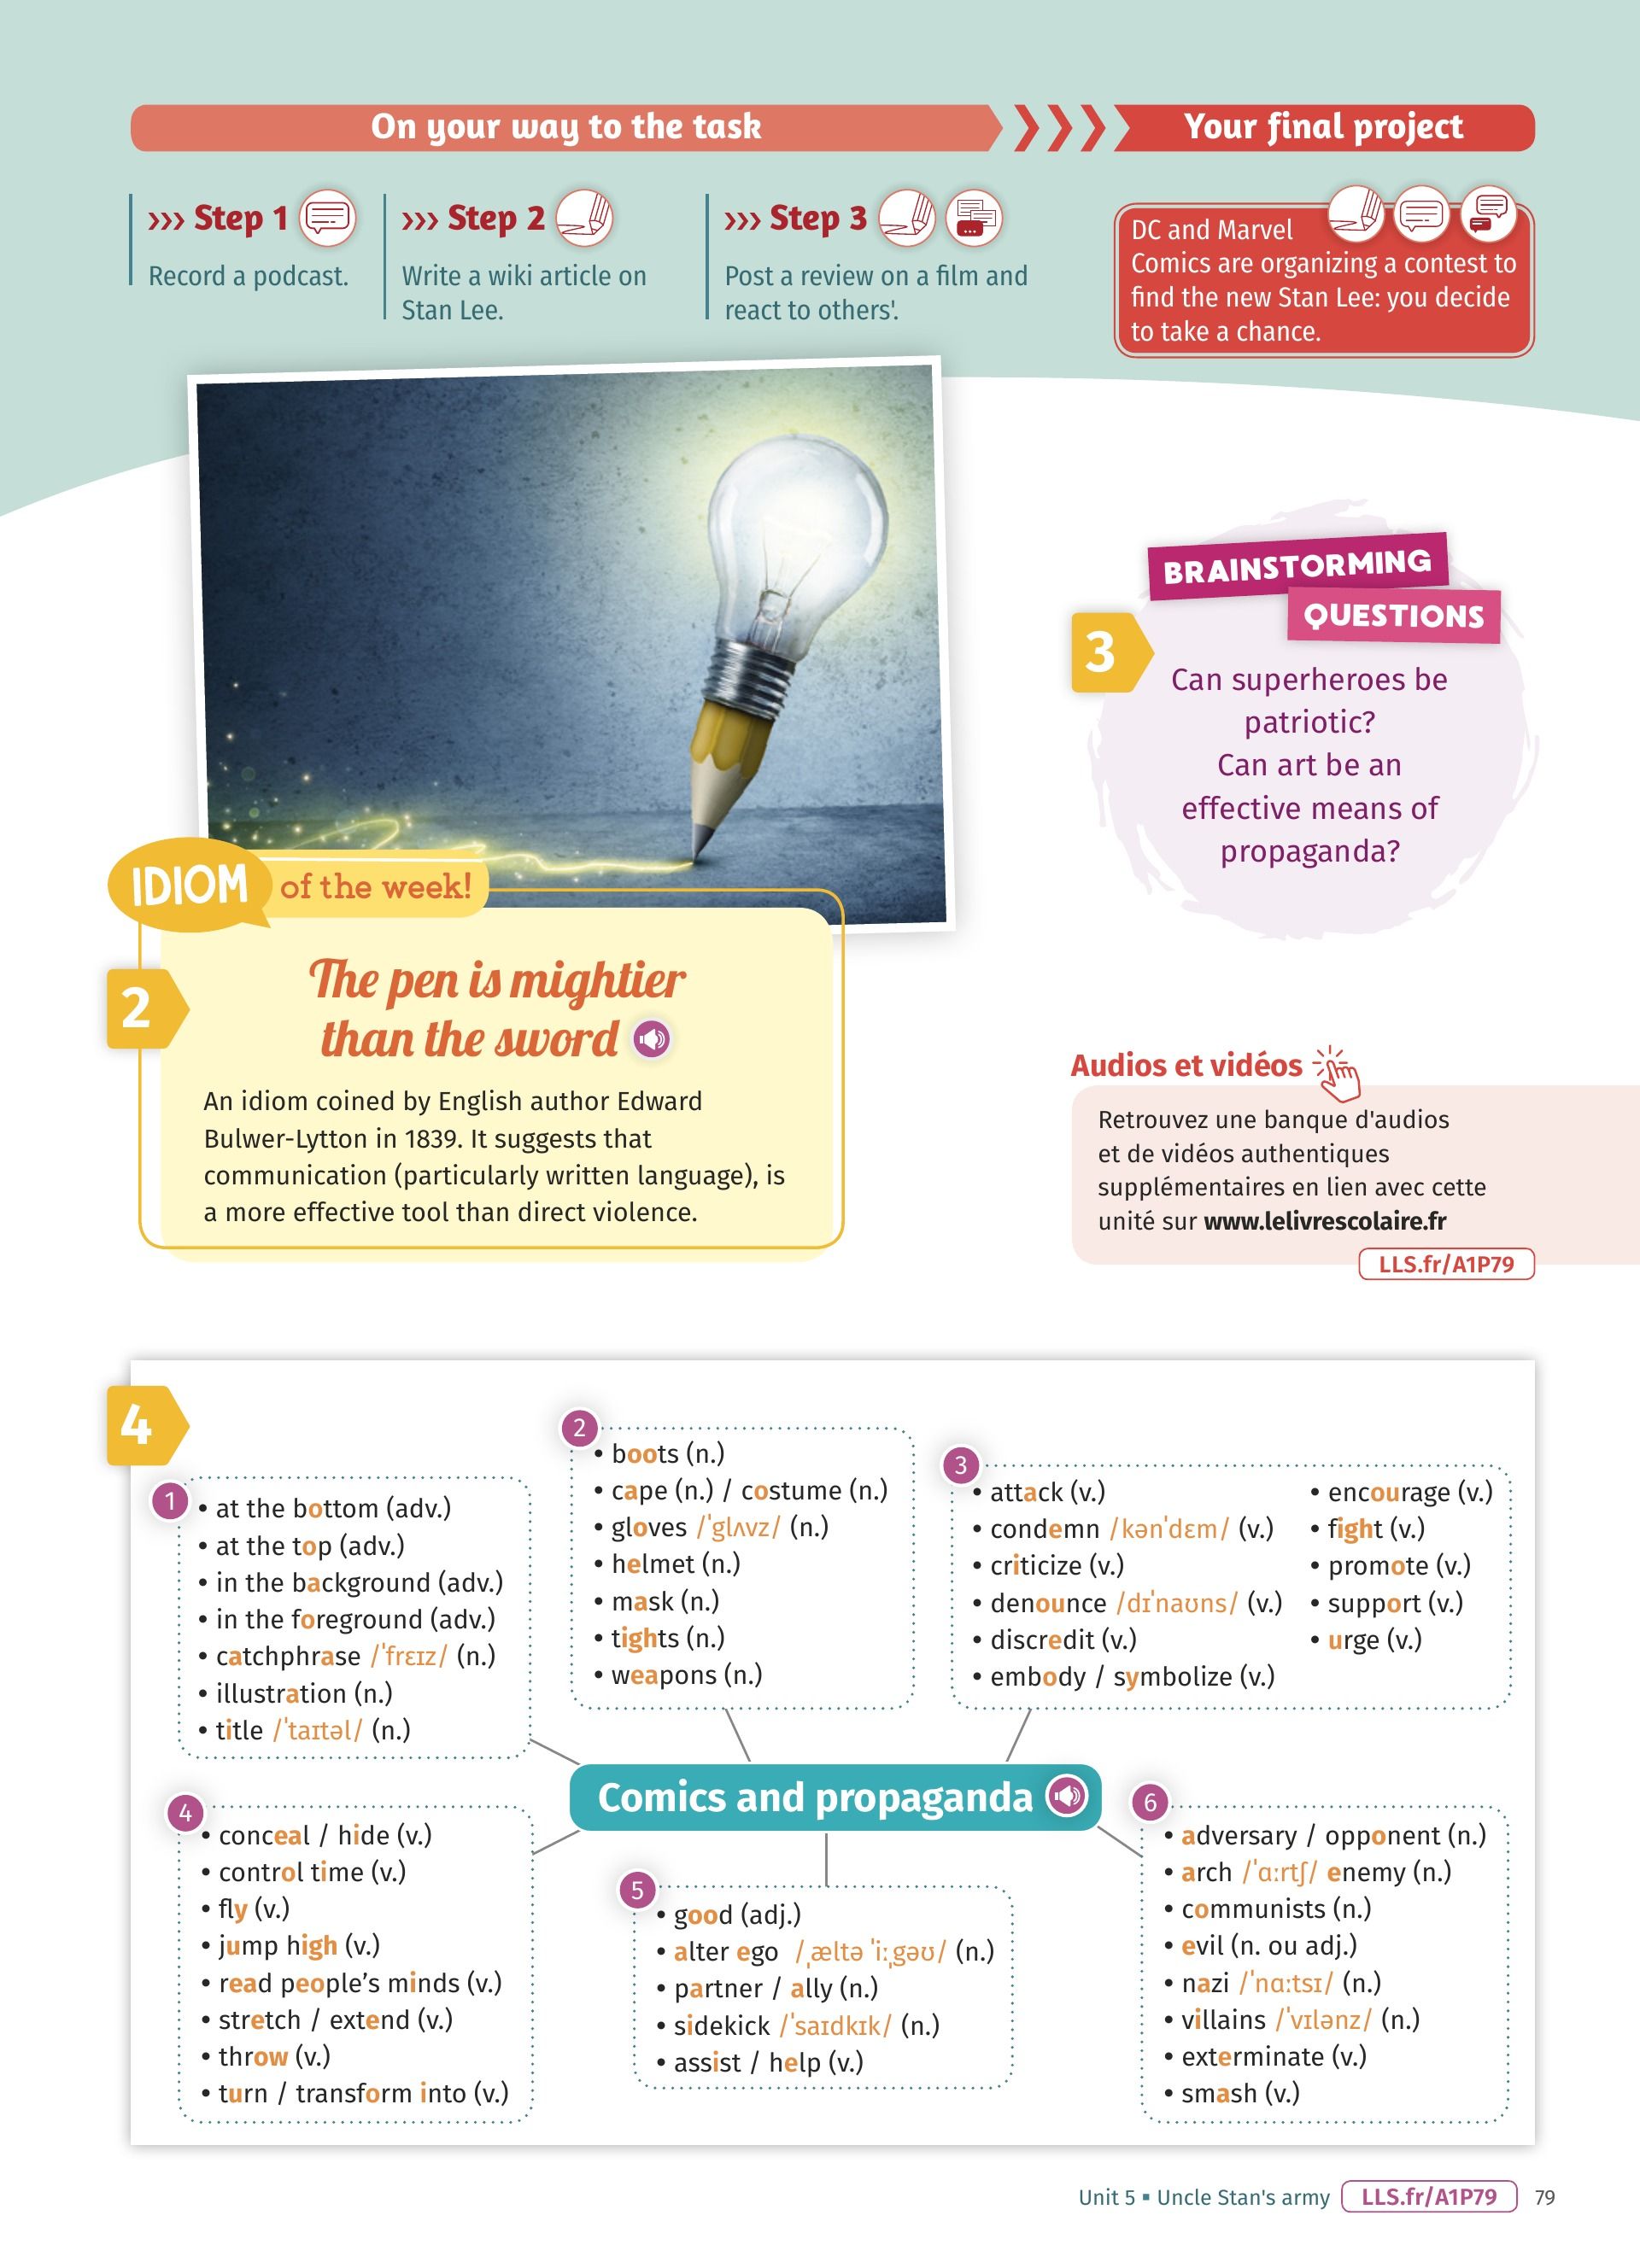 On your way to the task
Your final project
››› Step 1
Record a podcast.
››› Step 2
Write a wiki article on
Stan Lee.
››› Step 3
Post a review on a film and
react to others'.
DC and Marvel
Comics are organizing a contest to
find the new Stan Lee: you decide
to take a chance.
BRAINSTORMING
QUESTIONS
3
Can superheroes be
patriotic?
Can art be an
effective means of
propaganda?
IDIOM of the week!
2
The pen is mightier
than the sword
An idiom coined by English author Edward
Bulwer-Lytton in 1839. It suggests that
communication (particularly written language), is
a more effective tool than direct violence.
Audios et vidéos
Retrouvez une banque d'audios
et de vidéos authentiques
supplémentaires en lien avec cette
unité sur www.lelivrescolaire.fr
LLS.fr/A1P79
4
1
• at the bottom (adv.)
• at the top (adv.)
• in the background (adv.)
• in the foreground (adv.)
• catchphrase /ˈfrɛɪz/ (n.)
• illustration (n.)
• title /ˈtaɪtəl/ (n.)
2
• boots (n.)
• cape (n.) / costume (n.)
• gloves /ˈglʌvz/ (n.)
• helmet (n.)
• mask (n.)
• tights (n.)
• weapons (n.)
3
• attack (v.)
• condemn /kənˈdɛm/ (v.)
• criticize (v.)
• denounce /dɪˈnaʊns/ (v.)
• discredit (v.)
• embody / symbolize (v.)
• encourage (v.)
• fight (v.)
• promote (v.)
• support (v.)
• urge (v.)
Comics and propaganda
4
• conceal / hide (v.)
• control time (v.)
• fly (v.)
• jump high (v.)
• read people's minds (v.)
• stretch / extend (v.)
• throw (v.)
• turn / transform into (v.)
5
• good (adj.)
• alter ego /ˌæltə ˈiːˌgəʊ/ (n.)
• partner / ally (n.)
• sidekick /ˈsaɪdkɪk/ (n.)
• assist / help (v.)
6
• adversary / opponent (n.)
• arch /ˈɑːrtʃ/ enemy (n.)
• communists (n.)
• evil (n. ou adj.)
• nazi /ˈnɑːtsɪ/ (n.)
• villains /ˈvɪlənz/ (n.)
• exterminate (v.)
• smash (v.)
Unit 5 ▪ Uncle Stan's army LLS.fr/A1P79 79